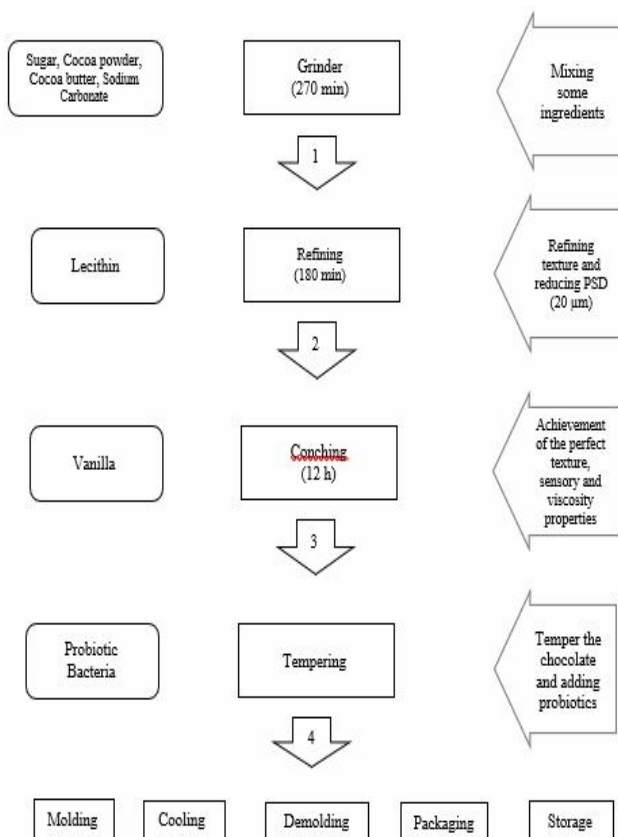 Sugar, Cocoa powder,
Cocoa butter, Sodium
Carbonate
Grinder
(270 min)
Mixing
some
ingredients
1
Lecithin
Refining
(180 min)
Refining
texture and
reducing PSD
(20 µm)
2
Vanilla
Conching
(12 h)
Achievement
of the perfect
texture,
sensory and
viscosity
properties
3
Probiotic
Bacteria
Tempering
Temper the
chocolate
and adding
probiotics
4
Molding
Cooling
Demolding
Packaging
Storage